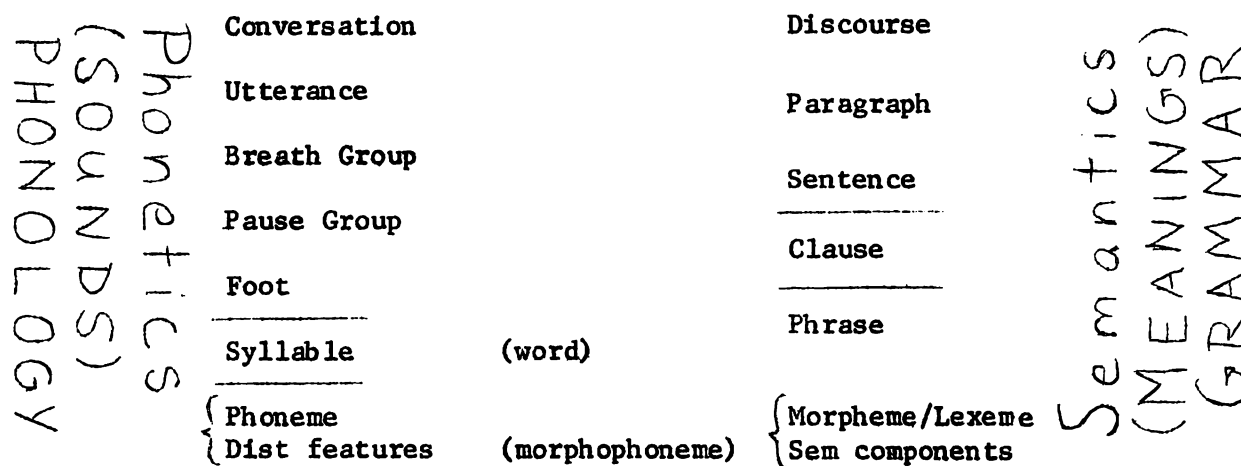 PHONOLOGY
(SOUNDS)
Phonetics
Conversation
Utterance
Breath Group
Pause Group
Foot
Syllable
Phoneme
Dist features
(word)
(morphophoneme)
Discourse
Paragraph
Sentence
Clause
Phrase
Morpheme/Lexeme
Sem components
Semantics
(MEANINGS)
GRAMMAR